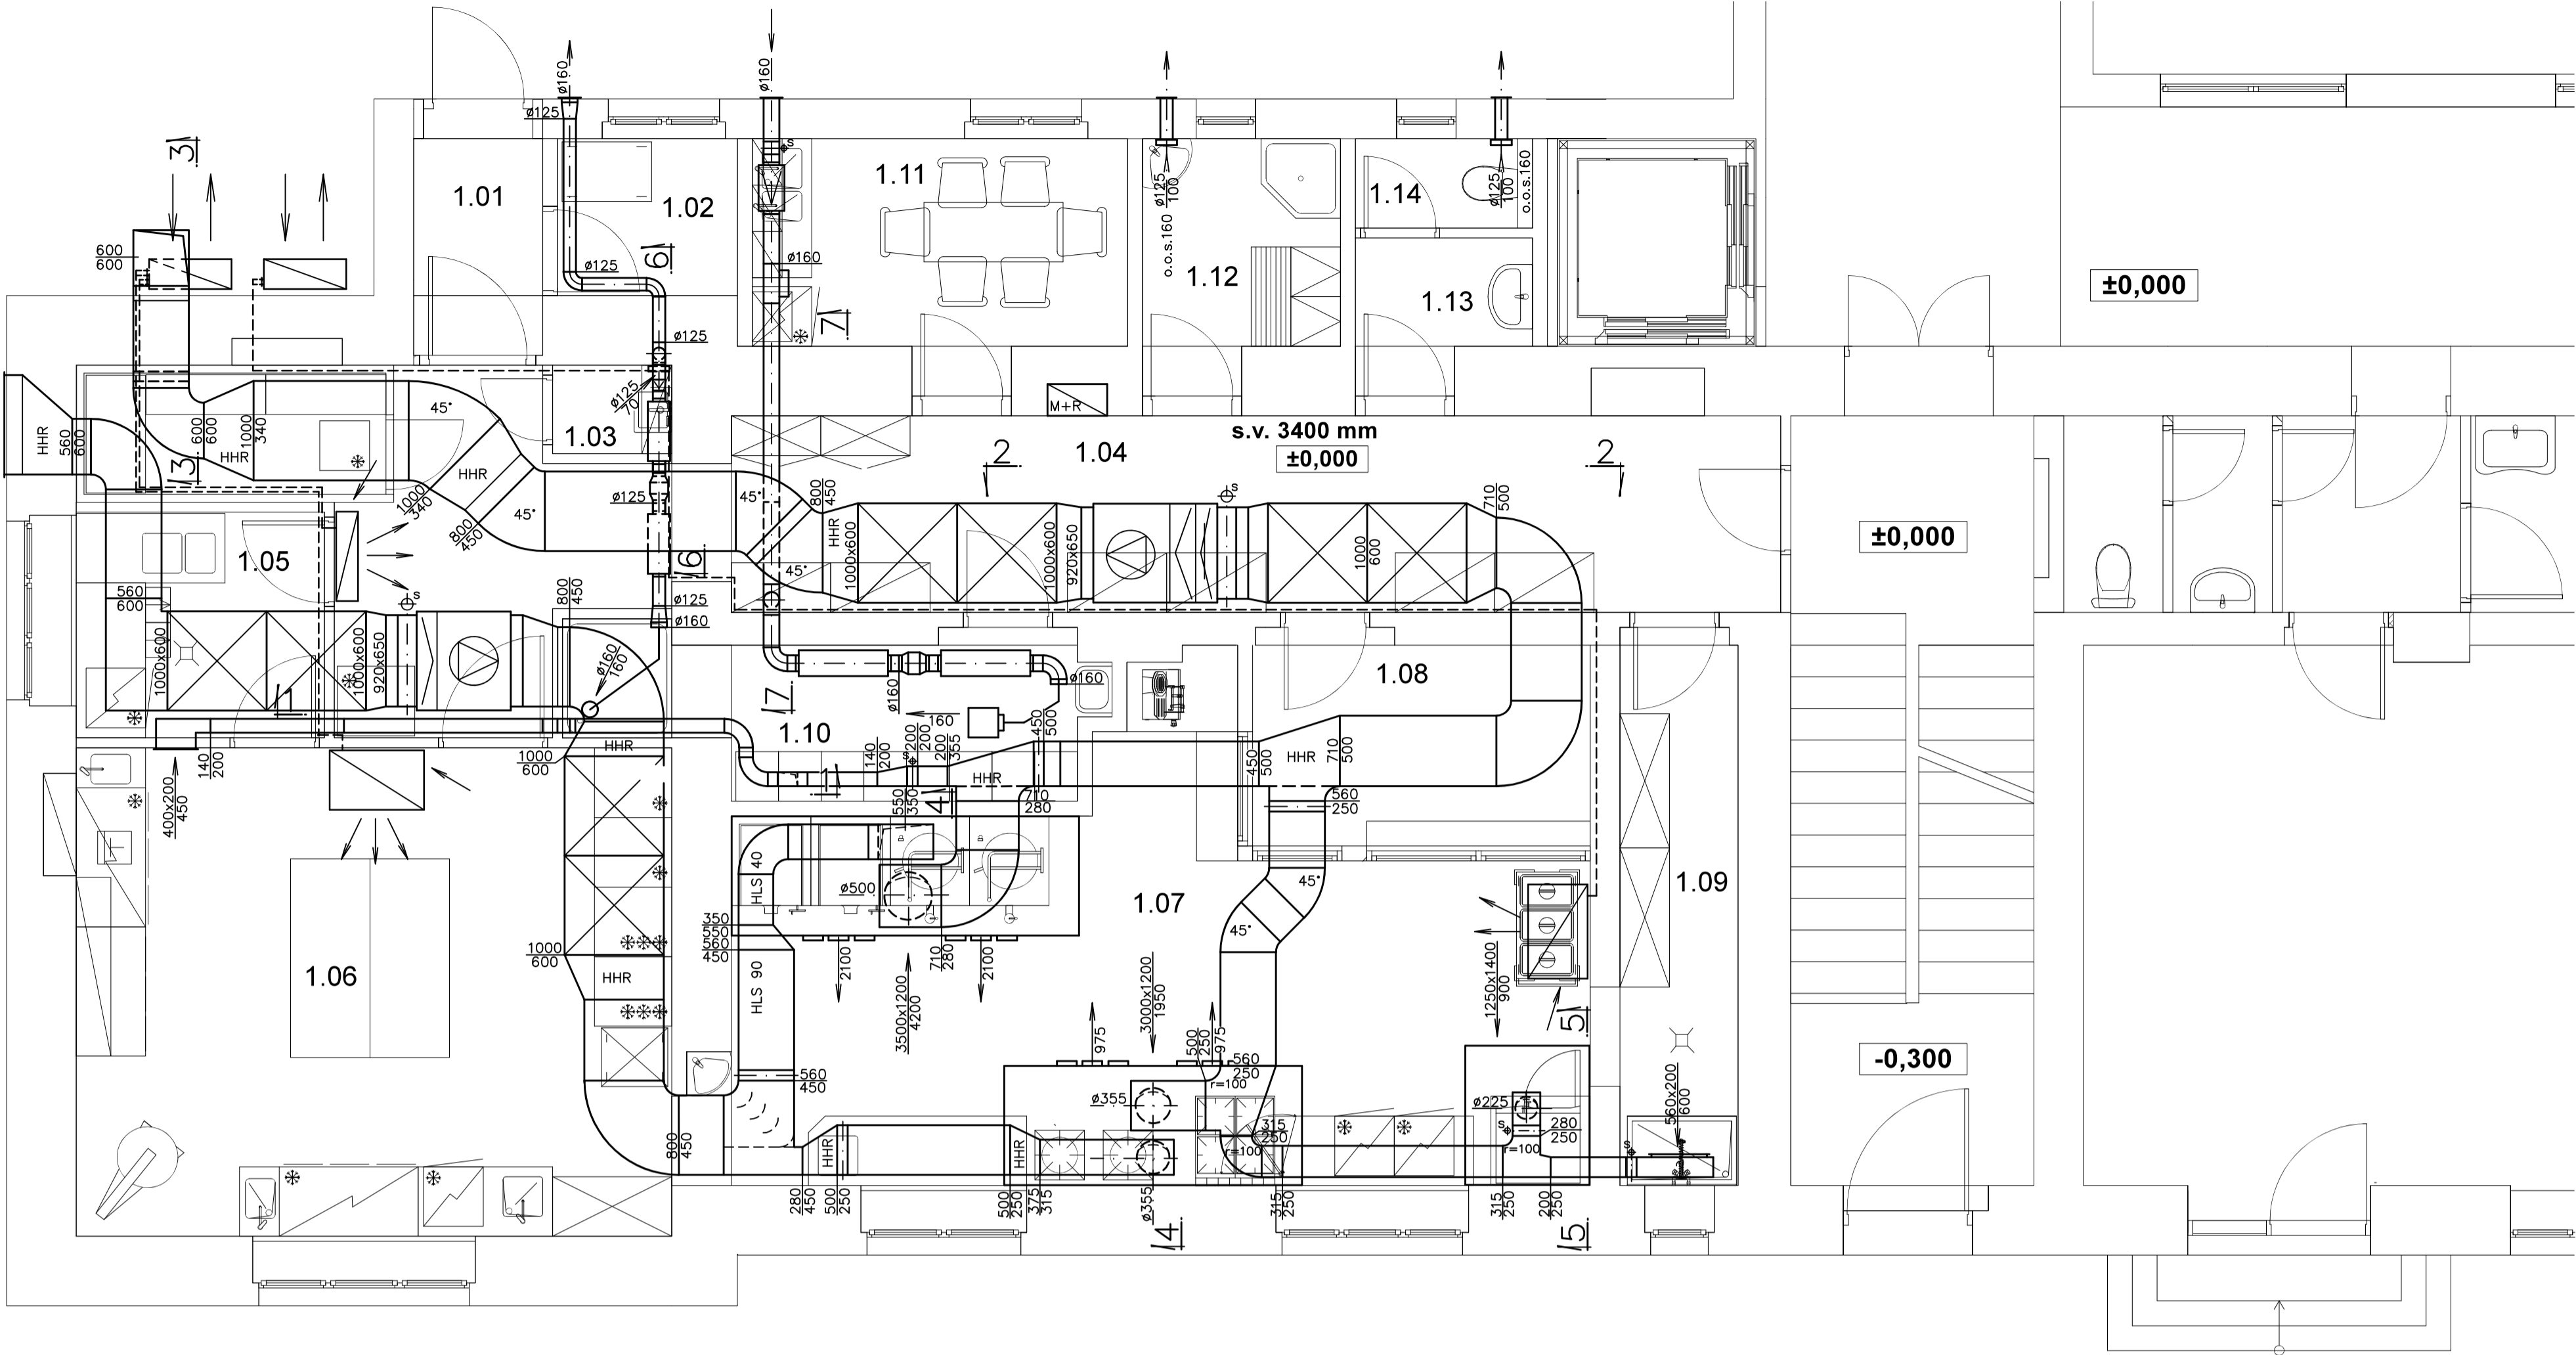 ø160
ø160
ø125
3
1.01
1.02
1.11
ø125
100
o.o.s.160
1.12
1.14
ø125
100
o.o.s.160
1.13
±0,000
600
600
ø125
6
ø160
7
s
ø125
ø125
70
M+R
s.v. 3400 mm
±0,000
1.03
1.04
2
2
HHR
560
600
600
600
HHR
1000
340
45°
HHR
3
1000
340
800
450
45°
ø125
45°
800
450
HHR
1000x600
45°
1000x600
920x650
s
1000
600
710
500
±0,000
1.05
560
600
6
800
450
ø125
ø160
ø160
160
s
1000x600
1000x600
920x650
1
1.08
7
ø160
ø160
160
1.10
450
500
HHR
1000
600
140
200
400x200
450
1
140
200
s
200
200
200
355
HHR
450
500
HHR
710
500
550
350
4
710
280
560
250
HLS 40
ø500
1.07
45°
45°
1.09
350
550
560
450
1000
600
HHR
HLS 90
2100
3500x1200
4200
710
280
2100
1250x1400
900
1.06
3000x1200
1950
975
500
250
975
5
-0,300
560
450
560
250
r=100
ø355
ø225
560x200
600
315
250
r=100
s
280
250
r=100
s
800
450
HHR
HHR
280
450
500
250
500
250
375
315
ø355
315
250
315
250
200
250
4
5